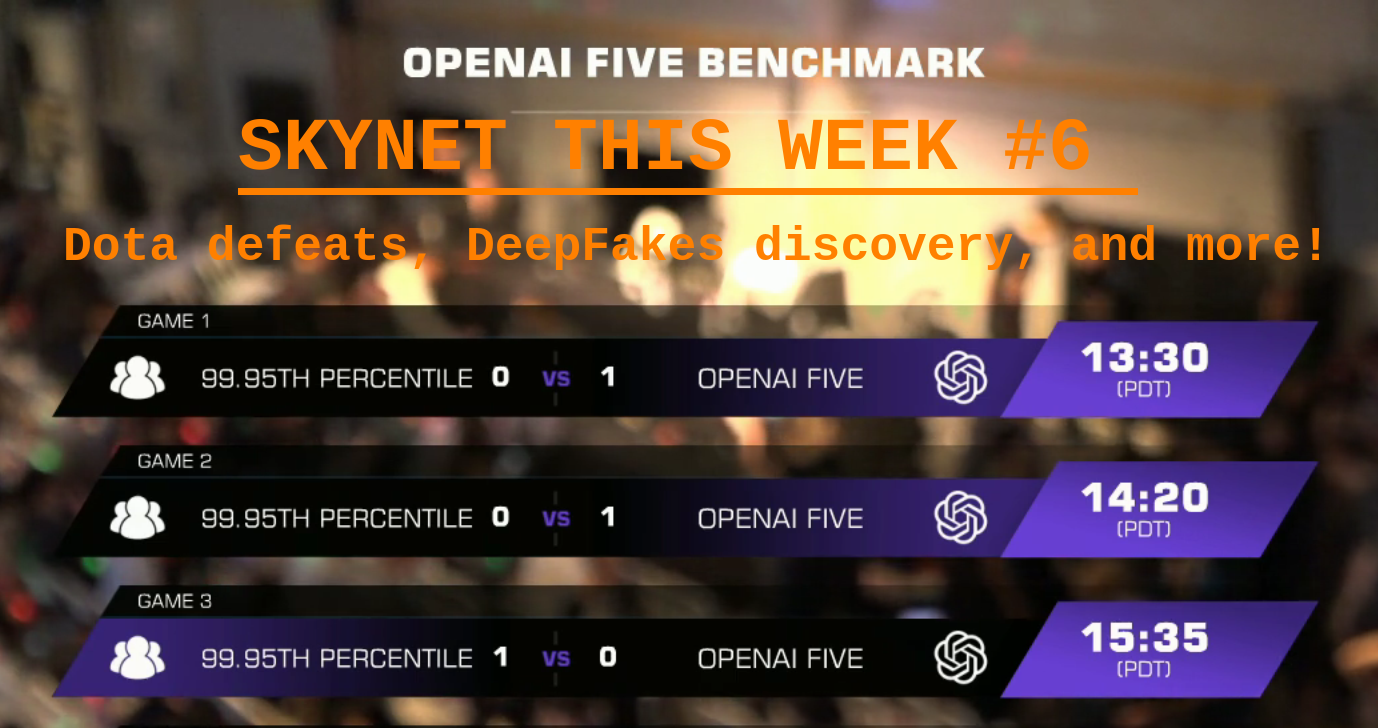 OPENAI FIVE BENCHMARK
SKYNET THIS WEEK #6
Dota defeats, DeepFakes discovery, and more!
GAME 1
99.95TH PERCENTILE 0 VS 1 OPENAI FIVE 13:30
(PDT)
GAME 2
99.95TH PERCENTILE 0 VS 1 OPENAI FIVE 14:20
(PDT)
GAME 3
99.95TH PERCENTILE 1 VS 0 OPENAI FIVE 15:35
(PDT)